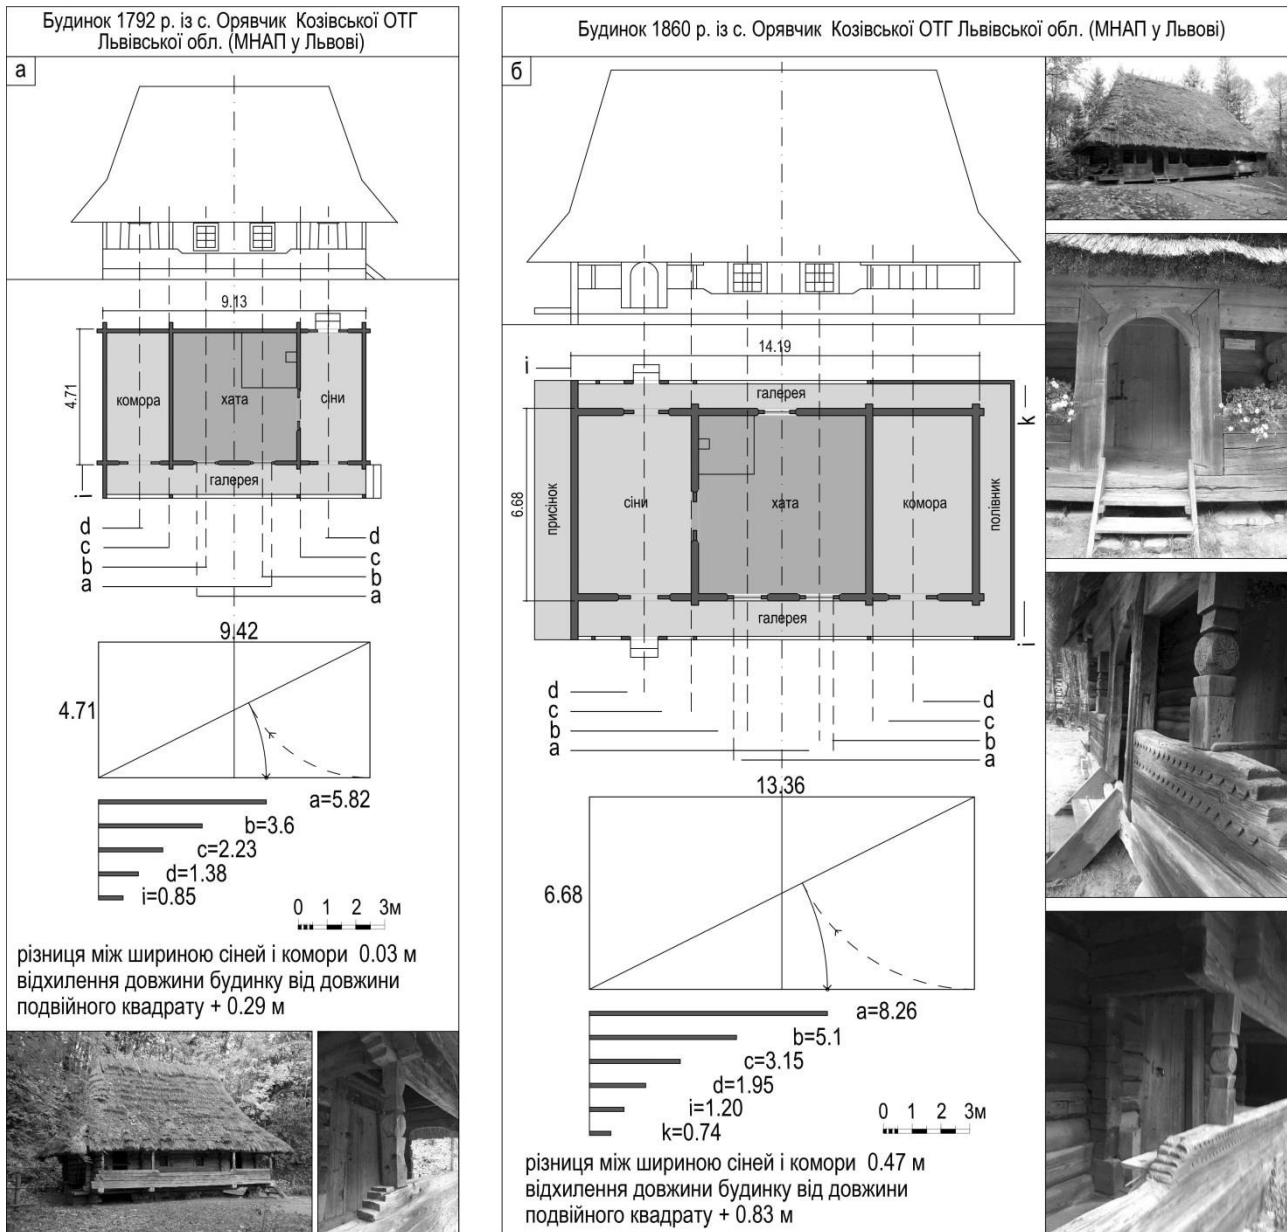 Будинок 1792 р. із с. Орявчик Козівської ОТГ
Львівської обл. (МНАП у Львові)
а
9.13
4.71
комора
хата
сіни
галерея
i
d
c
b
a
d
c
b
a
9.42
4.71
a=5.82
b=3.6
c=2.23
d=1.38
i=0.85
0 1 2 3м
різниця між шириною сіней і комори 0.03 м
відхилення довжини будинку від довжини
подвійного квадрату + 0.29 м
Будинок 1860 р. із с. Орявчик Козівської ОТГ Львівської обл. (МНАП у Львові)
б
i
14.19
k
галерея
6.68
присінок
сіни
хата
комора
полівник
галерея
i
d
c
b
a
d
c
b
a
13.36
6.68
a=8.26
b=5.1
c=3.15
d=1.95
i=1.20
k=0.74
0 1 2 3м
різниця між шириною сіней і комори 0.47 м
відхилення довжини будинку від довжини
подвійного квадрату + 0.83 м